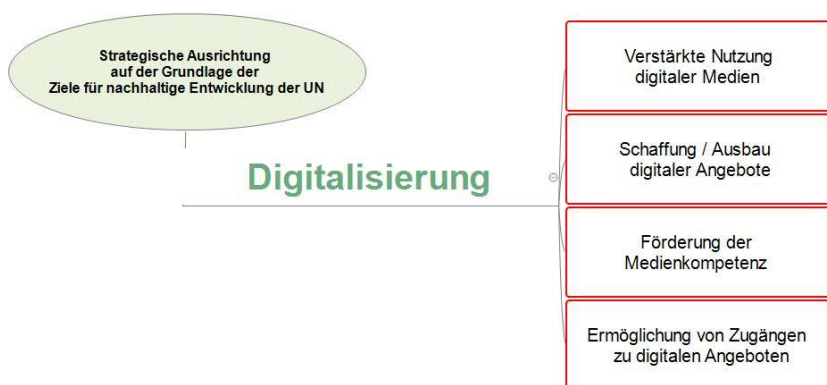 Strategische Ausrichtung
auf der Grundlage der
Ziele für nachhaltige Entwicklung der UN
Digitalisierung
Verstärkte Nutzung
digitaler Medien
Schaffung / Ausbau
digitaler Angebote
Förderung der
Medienkompetenz
Ermöglichung von Zugängen
zu digitalen Angeboten